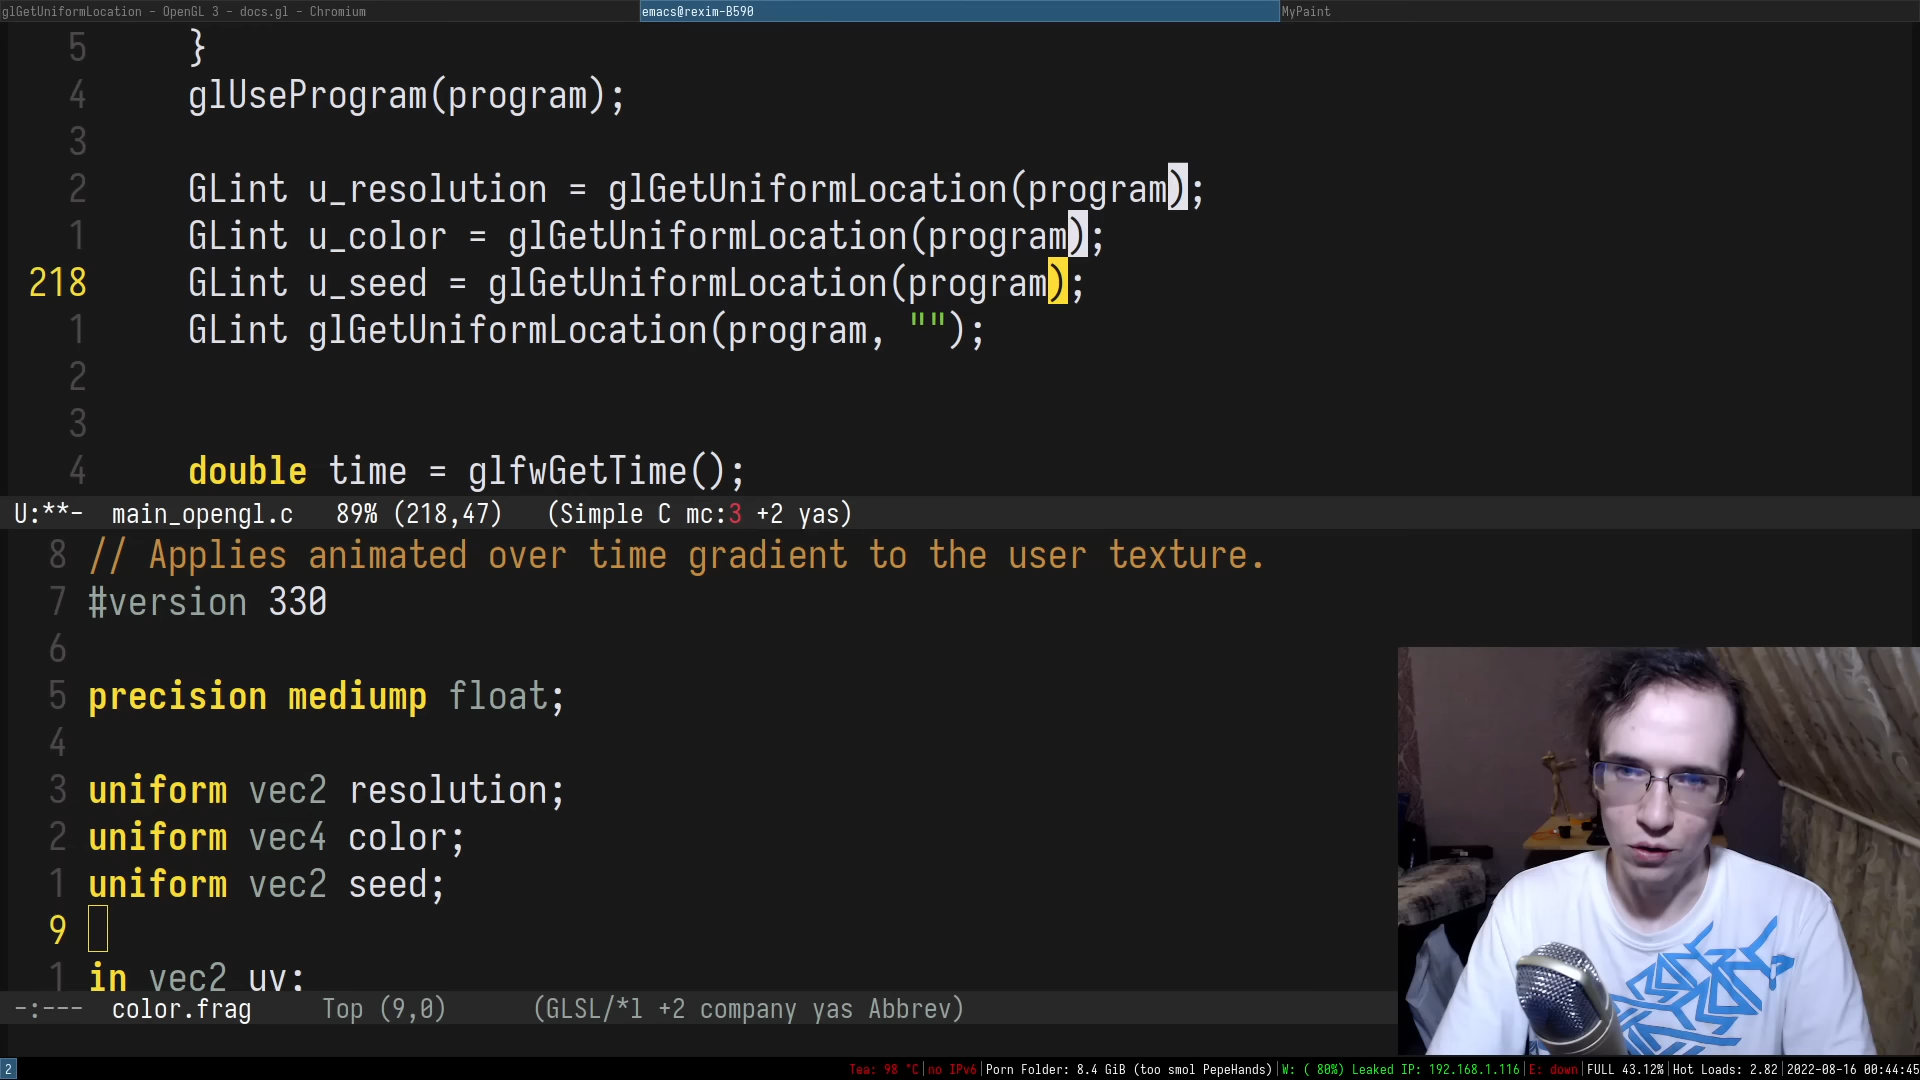 glGetUniformLocation - OpenGL 3 - docs.gl - Chromium
emacs@rexim-B590
MyPaint
5 }
4 glUseProgram(program);
3
2 GLint u_resolution = glGetUniformLocation(program);
1 GLint u_color = glGetUniformLocation(program);
218 GLint u_seed = glGetUniformLocation(program);
1 GLint glGetUniformLocation(program, "");
2
3
4 double time = glfwGetTime();
U:**- main_opengl.c 89% (218,47) (Simple C mc:3 +2 yas)
8 // Applies animated over time gradient to the user texture.
7 #version 330
6
5 precision mediump float;
4
3 uniform vec2 resolution;
2 uniform vec4 color;
1 uniform vec2 seed;
9
1 in vec2 uv;
-:--- color.frag Top (9,0) (GLSL/*l +2 company yas Abbrev)
2 Tea: 98 °C|no IPv6|Porn Folder: 8.4 GiB (too smol PepeHands)|W: ( 80%) Leaked IP: 192.168.1.116|E: down|FULL 43.12%|Hot Loads: 2.82|2022-08-16 00:44:45